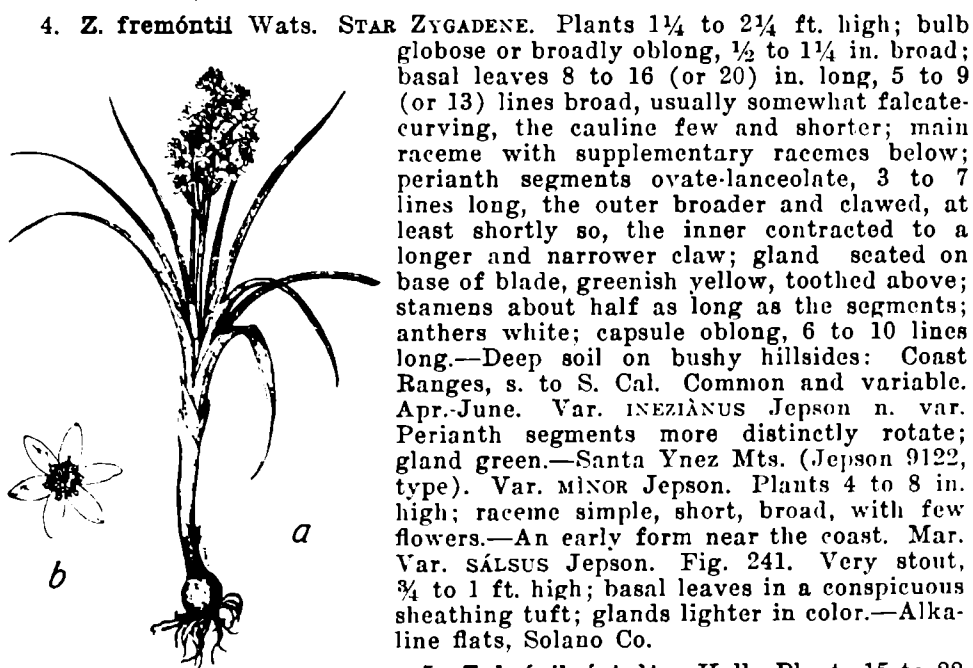 4. Z. fremóntii Wats. STAR ZYGADENE. Plants 1¼ to 2¼ ft. high; bulb
globose or broadly oblong, ½ to 1¼ in. broad;
basal leaves 8 to 16 (or 20) in. long, 5 to 9
(or 13) lines broad, usually somewhat falcate-
curving, the cauline few and shorter; main
raceme with supplementary racemes below;
perianth segments ovate-lanceolate, 3 to 7
lines long, the outer broader and clawed, at
least shortly so, the inner contracted to a
longer and narrower claw; gland seated on
base of blade, greenish yellow, toothed above;
stamens about half as long as the segments;
anthers white; capsule oblong, 6 to 10 lines
long.—Deep soil on bushy hillsides: Coast
Ranges, s. to S. Cal. Common and variable.
Apr.-June. Var. INEZIÀNUS Jepson n. var.
Perianth segments more distinctly rotate;
gland green.—Santa Ynez Mts. (Jepson 9122,
type). Var. MÌNOR Jepson. Plants 4 to 8 in.
high; raceme simple, short, broad, with few
flowers.—An early form near the coast. Mar.
Var. SÁLSUS Jepson. Fig. 241. Very stout,
¾ to 1 ft. high; basal leaves in a conspicuous
sheathing tuft; glands lighter in color.—Alka-
line flats, Solano Co.
a
b